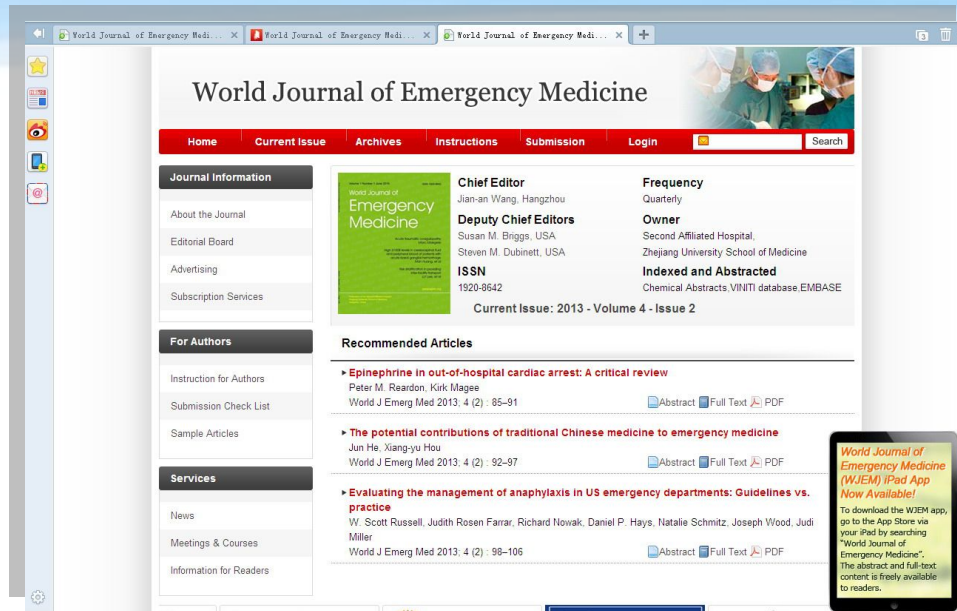 World Journal of Emergency Medi...
World Journal of Emergency Medi...
World Journal of Emergency Medi...
World Journal of Emergency Medicine
Home Current Issue Archives Instructions Submission Login Search
Journal Information
About the Journal
Editorial Board
Advertising
Subscription Services
For Authors
Instruction for Authors
Submission Check List
Sample Articles
Services
News
Meetings & Courses
Information for Readers
World Journal of
Emergency
Medicine
Chief Editor
Jian-an Wang, Hangzhou
Deputy Chief Editors
Susan M. Briggs, USA
Steven M. Dubinett, USA
ISSN
1920-8642
Frequency
Quarterly
Owner
Second Affiliated Hospital,
Zhejiang University School of Medicine
Indexed and Abstracted
Chemical Abstracts,VINITI database,EMBASE
Current Issue: 2013 - Volume 4 - Issue 2
Recommended Articles
Epinephrine in out-of-hospital cardiac arrest: A critical review
Peter M. Reardon, Kirk Magee
World J Emerg Med 2013; 4 (2) : 85–91 Abstract Full Text PDF
The potential contributions of traditional Chinese medicine to emergency medicine
Jun He, Xiang-yu Hou
World J Emerg Med 2013; 4 (2) : 92–97 Abstract Full Text PDF
Evaluating the management of anaphylaxis in US emergency departments: Guidelines vs.
practice
W. Scott Russell, Judith Rosen Farrar, Richard Nowak, Daniel P. Hays, Natalie Schmitz, Joseph Wood, Judi
Miller
World J Emerg Med 2013; 4 (2) : 98–106 Abstract Full Text PDF
World Journal of
Emergency Medicine
(WJEM) iPad App
Now Available!
To download the WJEM app,
go to the App Store via
your iPad by searching
"World Journal of
Emergency Medicine".
The abstract and full-text
content is freely available
to readers.